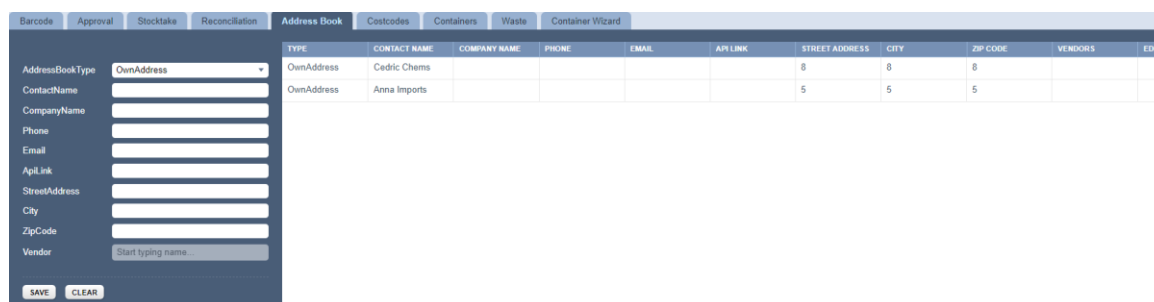 Barcode Approval Stocktake Reconciliation Address Book Costcodes Containers Waste Container Wizard
TYPE CONTACT NAME COMPANY NAME PHONE EMAIL API LINK STREET ADDRESS CITY ZIP CODE VENDORS ED
AddressBookType OwnAddress
OwnAddress Cedric Chems 8 8 8
ContactName
OwnAddress Anna Imports 5 5 5
CompanyName
Phone
Email
ApiLink
StreetAddress
City
ZipCode
Vendor Start typing name...
SAVE CLEAR